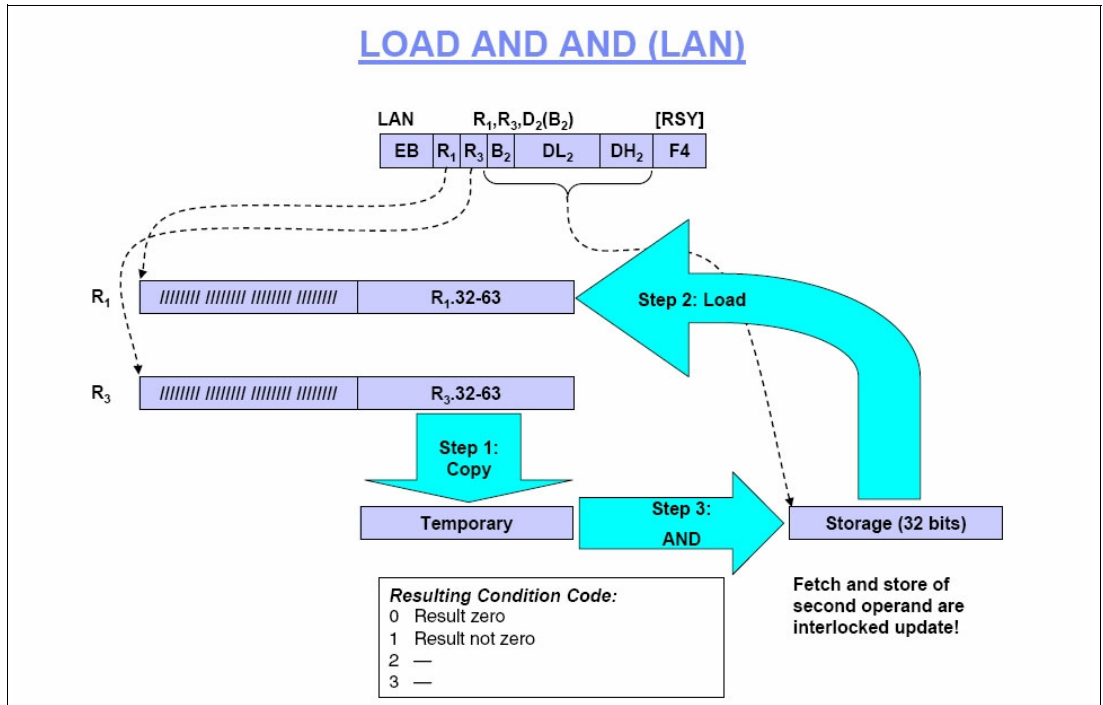 LOAD AND AND (LAN)
LAN R₁,R₃,D₂(B₂) [RSY]
EB R₁ R₃ B₂ DL₂ DH₂ F4
R₁ //////// //////// //////// //////// R₁.32-63
Step 2: Load
R₃ //////// //////// //////// //////// R₃.32-63
Step 1:
Copy
Temporary
Step 3:
AND
Storage (32 bits)
Fetch and store of
second operand are
interlocked update!
Resulting Condition Code:
0 Result zero
1 Result not zero
2 —
3 —